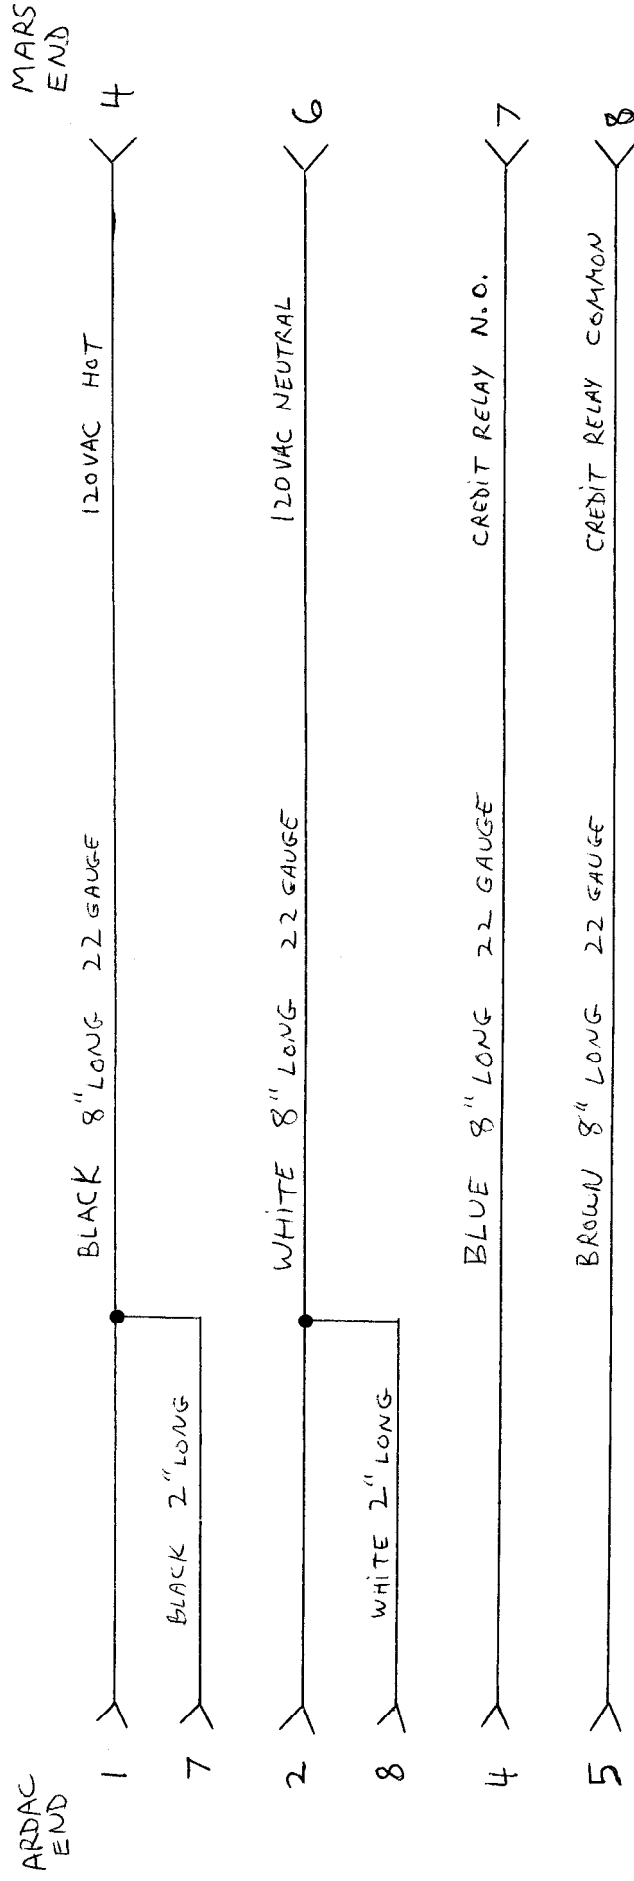 ARDAC
END
MARS
END
1
BLACK 8" LONG 22 GAUGE
120VAC HOT
4
7
BLACK 2" LONG
2
WHITE 8" LONG 22 GAUGE
120VAC NEUTRAL
6
8
WHITE 2" LONG
4
BLUE 8" LONG 22 GAUGE
CREDIT RELAY N.O.
7
5
BROWN 8" LONG 22 GAUGE
CREDIT RELAY COMMON
8